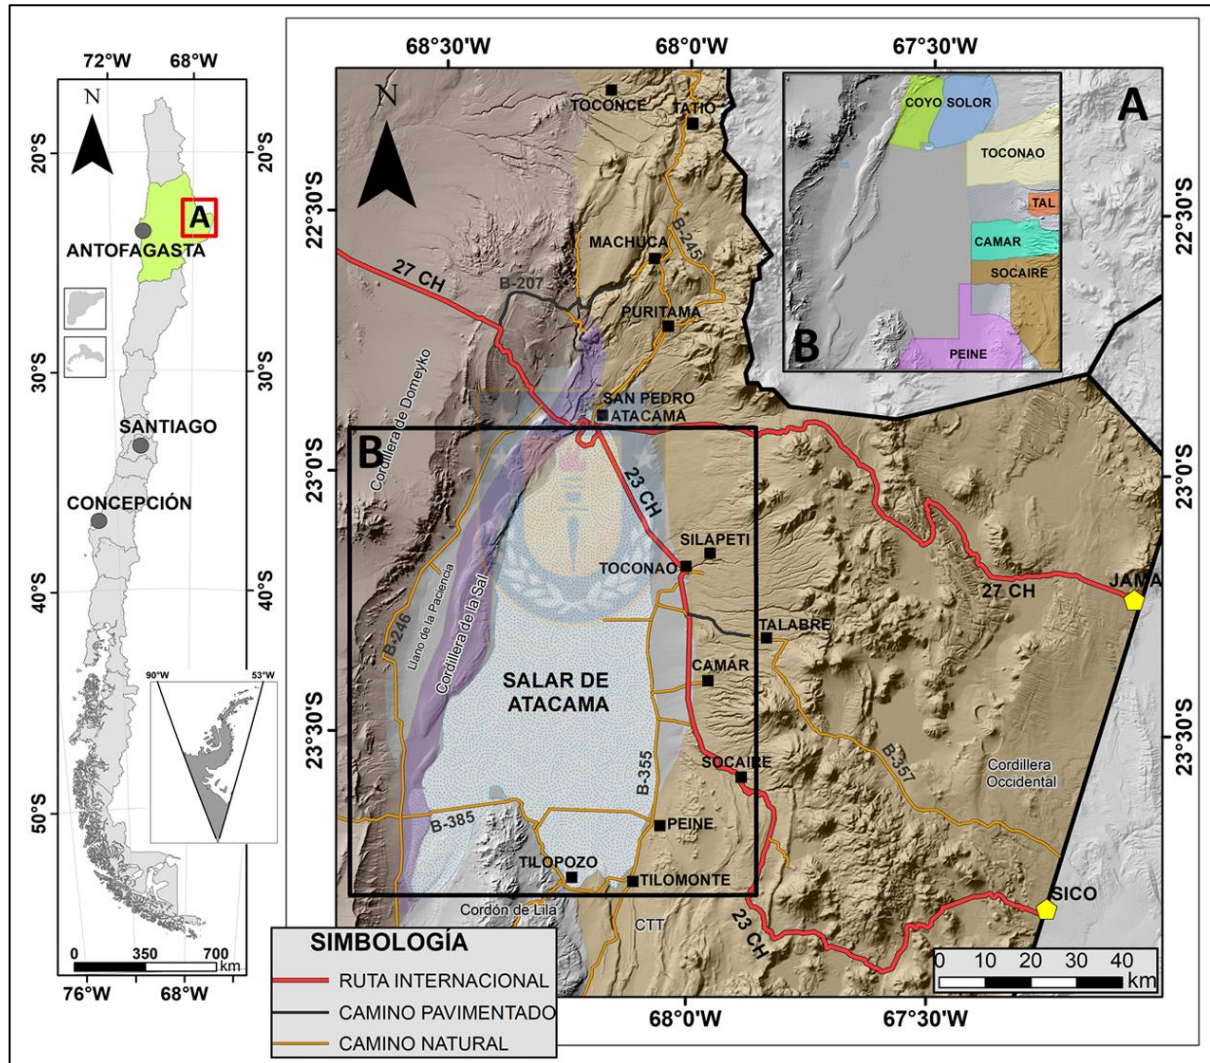 72°W
68°W
N
20°S
20°S
A
ANTOFAGASTA
30°S
30°S
SANTIAGO
CONCEPCIÓN
40°S
40°S
90°W
53°W
50°S
0
350
700
km
76°W
68°W
68°30'W
68°0'W
67°30'W
N
TOCONCE
TATIO
22°30'S
22°30'S
MACHUCA
B-245
27 CH
B-207
PURITAMA
Cordillera de Domeyko
SAN PEDRO
ATACAMA
A
COYO
SOLOR
TOCONAO
TAL
CAMAR
SOCAIRE
B
PEINE
B
23°0'S
23°0'S
23 CH
SILAPETI
TOCONAO
JAMA
27 CH
Llano de la Paciencia
Cordillera de la Sal
B-246
TALABRE
CAMAR
SALAR DE
ATACAMA
23°30'S
23°30'S
B-355
SOCAIRE
B-357
Cordillera
Occidental
B-385
PEINE
TILOPOZO
TILOMONTE
Cordón de Lila
CTT
23 CH
SICO
0
10
20
30
40
km
68°0'W
67°30'W
SIMBOLOGÍA
RUTA INTERNACIONAL
CAMINO PAVIMENTADO
CAMINO NATURAL